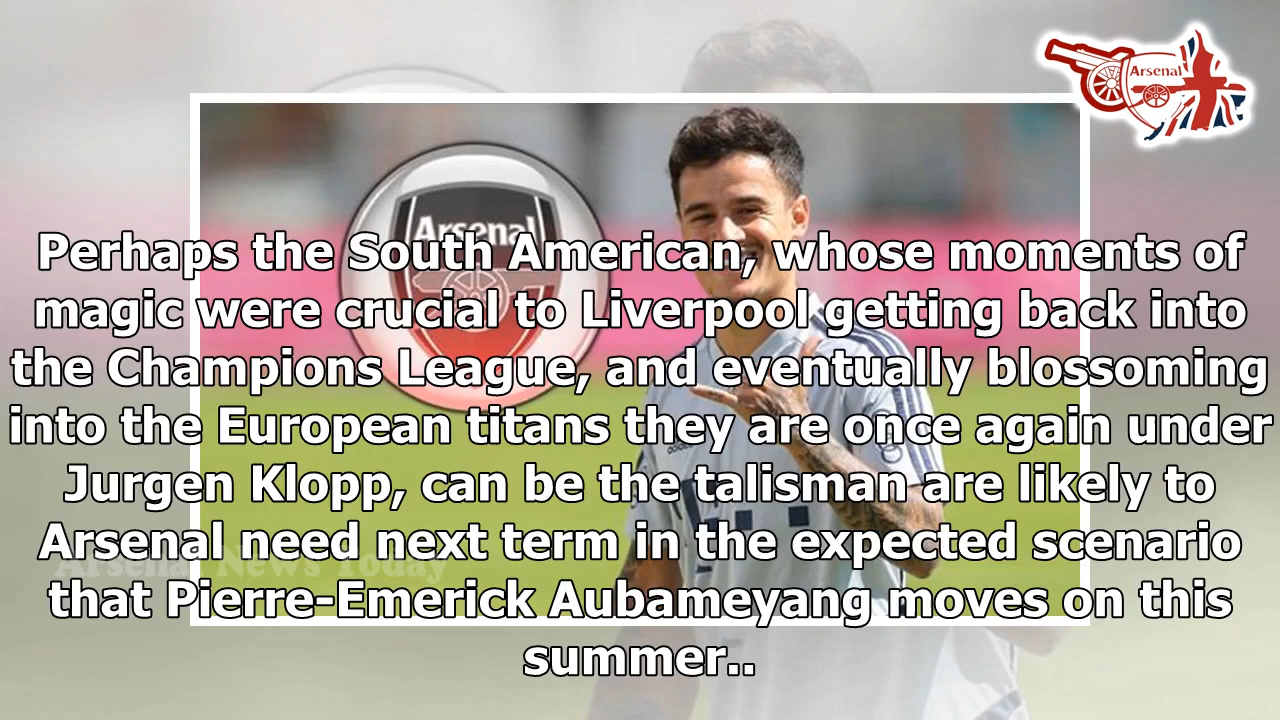 Arsenal
Arsenal
Perhaps the South American, whose moments of
magic were crucial to Liverpool getting back into
the Champions League, and eventually blossoming
into the European titans they are once again under
Jurgen Klopp, can be the talisman are likely to
Arsenal need next term in the expected scenario
that Pierre-Emerick Aubameyang moves on this
summer..
Arsenal News Today